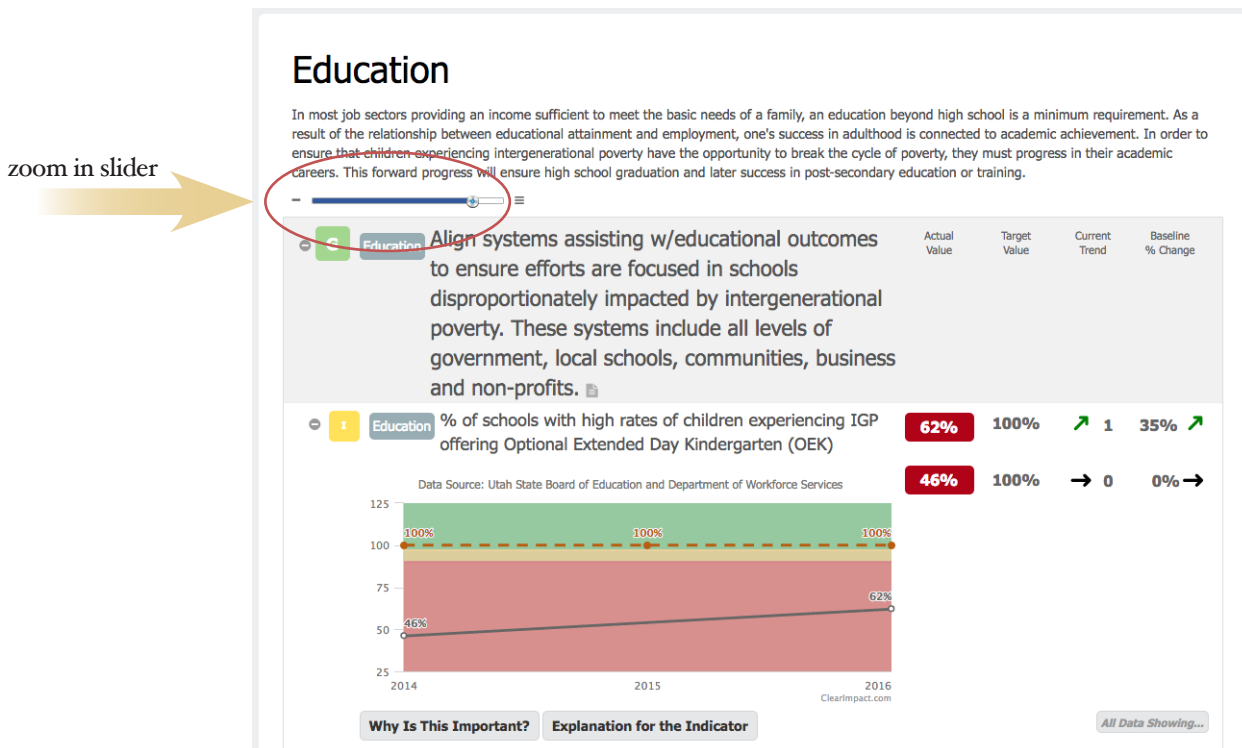 Education
In most job sectors providing an income sufficient to meet the basic needs of a family, an education beyond high school is a minimum requirement. As a
result of the relationship between educational attainment and employment, one's success in adulthood is connected to academic achievement. In order to
ensure that children experiencing intergenerational poverty have the opportunity to break the cycle of poverty, they must progress in their academic
careers. This forward progress will ensure high school graduation and later success in post-secondary education or training.
zoom in slider
G Education Align systems assisting w/educational outcomes
to ensure efforts are focused in schools
disproportionately impacted by intergenerational
poverty. These systems include all levels of
government, local schools, communities, business
and non-profits.
Actual Value
Target Value
Current Trend
Baseline % Change
I Education % of schools with high rates of children experiencing IGP
offering Optional Extended Day Kindergarten (OEK)
62% 100% 1 35%
46% 100% 0 0%
Data Source: Utah State Board of Education and Department of Workforce Services
125
100
75
50
25
100% 100% 100%
46% 62%
2014 2015 2016
ClearImpact.com
Why Is This Important? Explanation for the Indicator
All Data Showing...